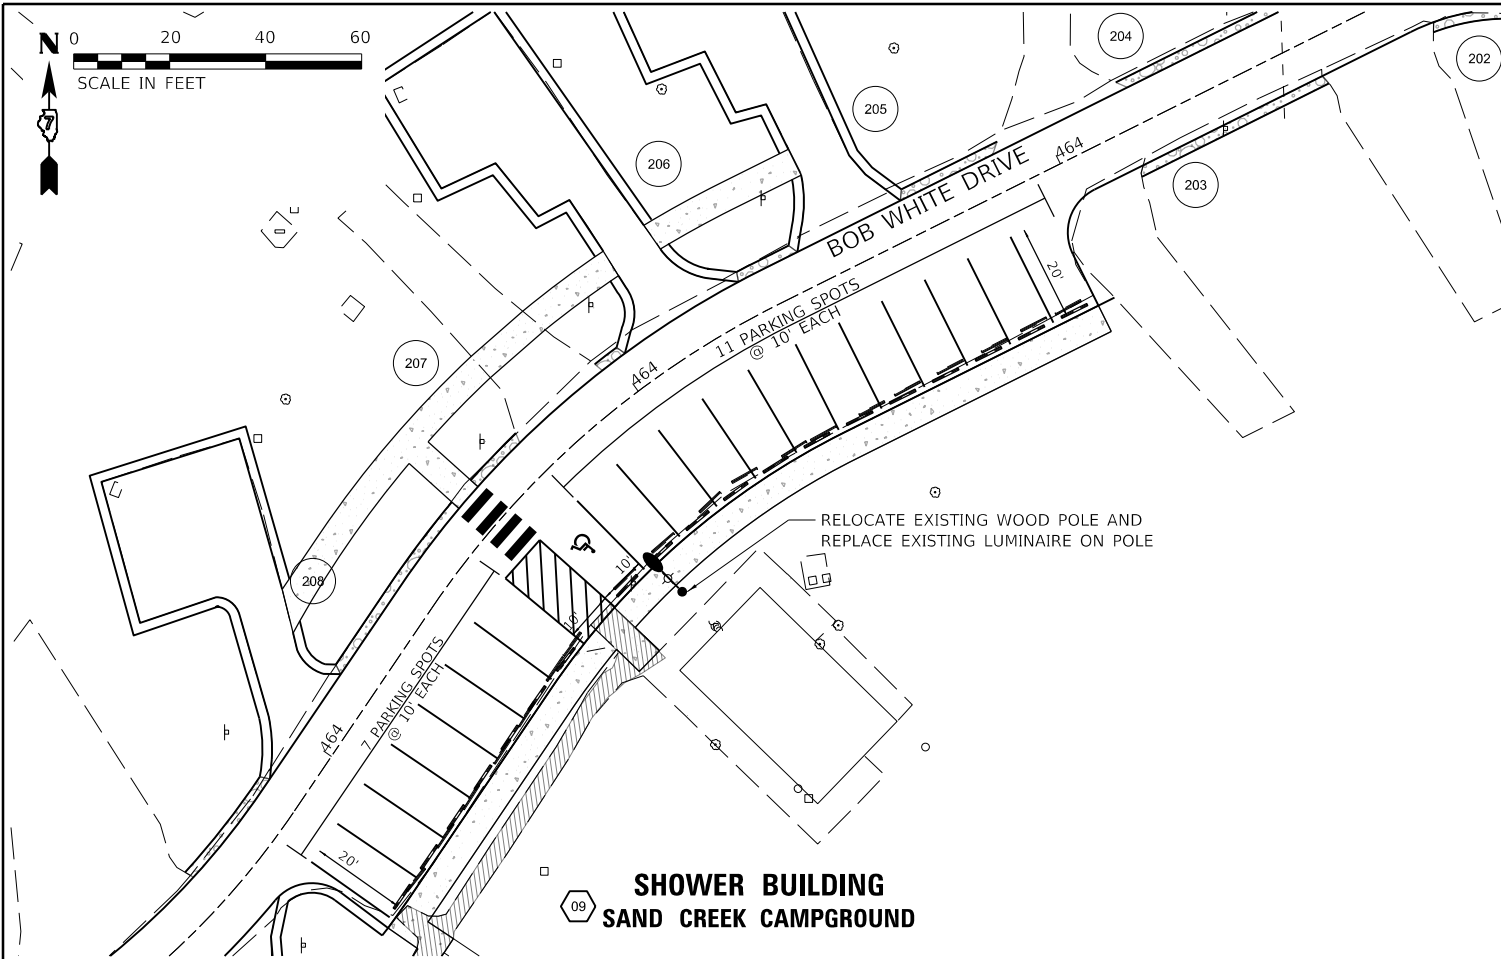 N
0 20 40 60
SCALE IN FEET
7
204
202
205
206
464
BOB WHITE DRIVE
203
20'
11 PARKING SPOTS
@ 10' EACH
464
207
RELOCATE EXISTING WOOD POLE AND
REPLACE EXISTING LUMINAIRE ON POLE
10'
208
10'
7 PARKING SPOTS
@ 10' EACH
464
20'
SHOWER BUILDING
09
SAND CREEK CAMPGROUND